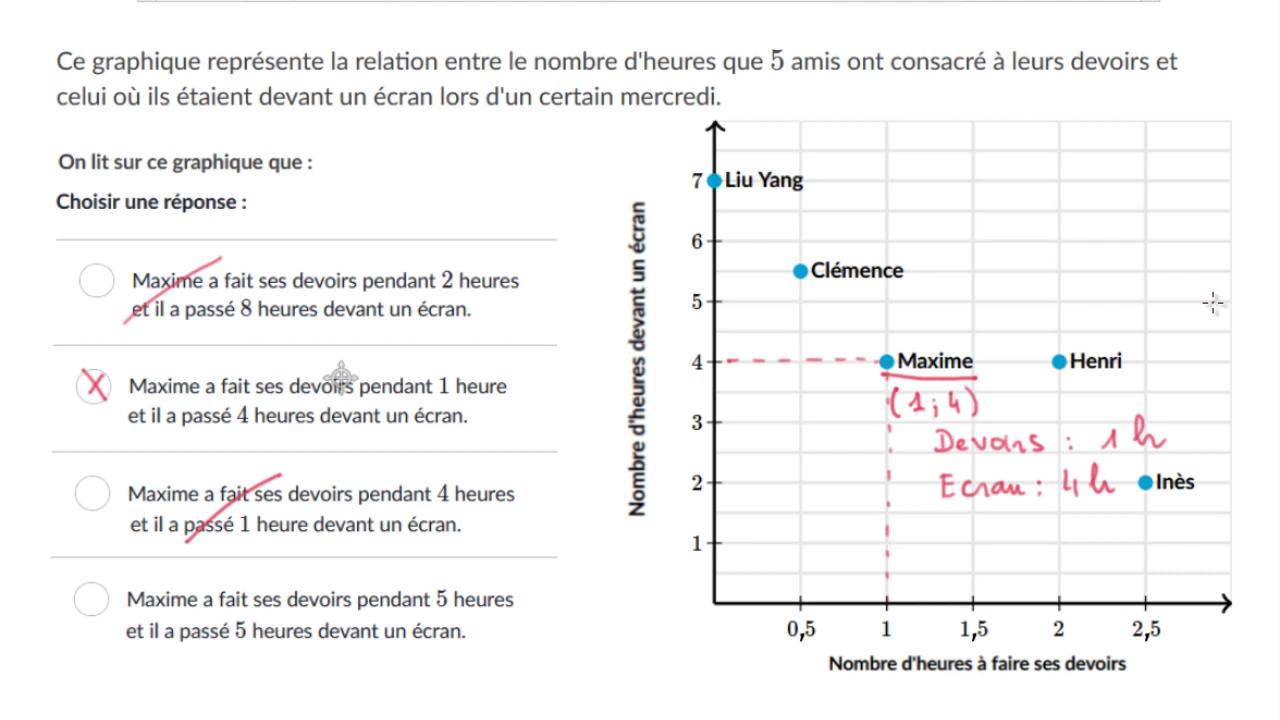 Ce graphique représente la relation entre le nombre d'heures que 5 amis ont consacré à leurs devoirs et
celui où ils étaient devant un écran lors d'un certain mercredi.
On lit sur ce graphique que :
Choisir une réponse :
Maxime a fait ses devoirs pendant 2 heures
et il a passé 8 heures devant un écran.
Maxime a fait ses devoirs pendant 1 heure
et il a passé 4 heures devant un écran.
Maxime a fait ses devoirs pendant 4 heures
et il a passé 1 heure devant un écran.
Maxime a fait ses devoirs pendant 5 heures
et il a passé 5 heures devant un écran.
Nombre d'heures devant un écran
7
Liu Yang
6
Clémence
5
4
Maxime
Henri
(1 ; 4)
3
Devoirs : 1 h
2
Ecran : 4 h
Inès
1
0,5 1 1,5 2 2,5
Nombre d'heures à faire ses devoirs